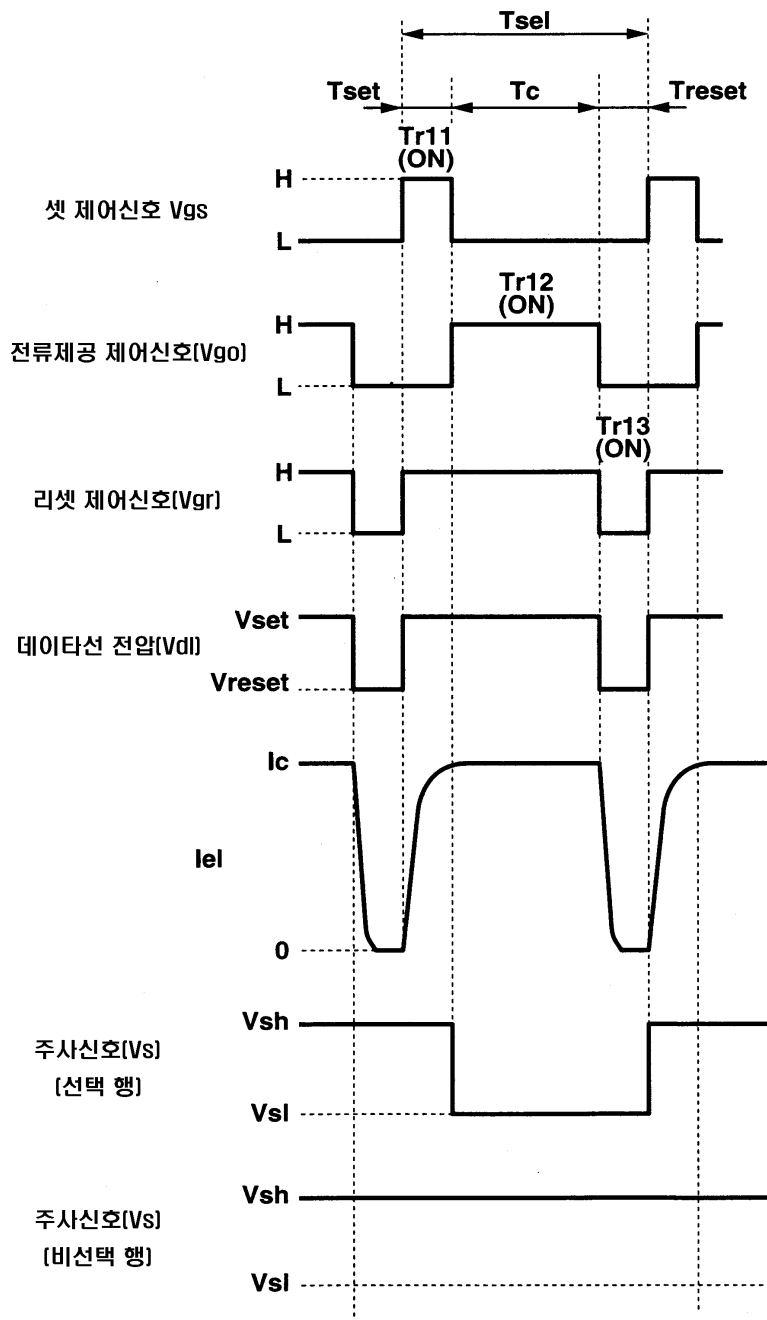 Tsel
Tset Tc Treset
Tr11
(ON)
H
셋 제어신호 Vgs
L
Tr12
(ON)
H
전류제공 제어신호(Vgo)
L
Tr13
(ON)
H
리셋 제어신호(Vgr)
L
Vset
데이타선 전압(Vdl)
Vreset
Ic
Iel
0
Vsh
주사신호(Vs)
(선택 행)
Vsl
Vsh
주사신호(Vs)
(비선택 행)
Vsl